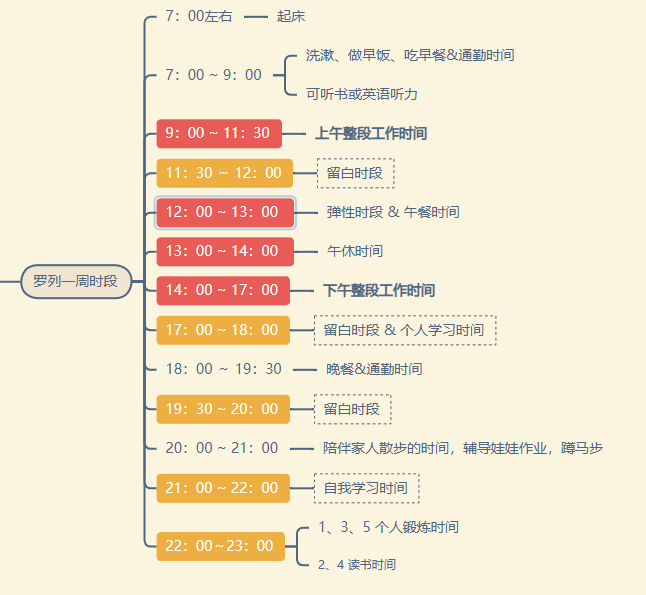 7：00左右
起床
7：00 ~ 9：00
洗漱、做早饭、吃早餐&通勤时间
可听书或英语听力
9：00 ~ 11：30
上午整段工作时间
11：30 ~ 12：00
留白时段
12：00 ~ 13：00
弹性时段 & 午餐时间
13：00 ~ 14：00
午休时间
罗列一周时段
14：00 ~ 17：00
下午整段工作时间
17：00 ~ 18：00
留白时段 & 个人学习时间
18：00 ~ 19：30
晚餐&通勤时间
19：30 ~ 20：00
留白时段
20：00 ~ 21：00
陪伴家人散步的时间，辅导娃娃作业，蹲马步
21：00 ~ 22：00
自我学习时间
22：00~23：00
1、3、5 个人锻炼时间
2、4 读书时间